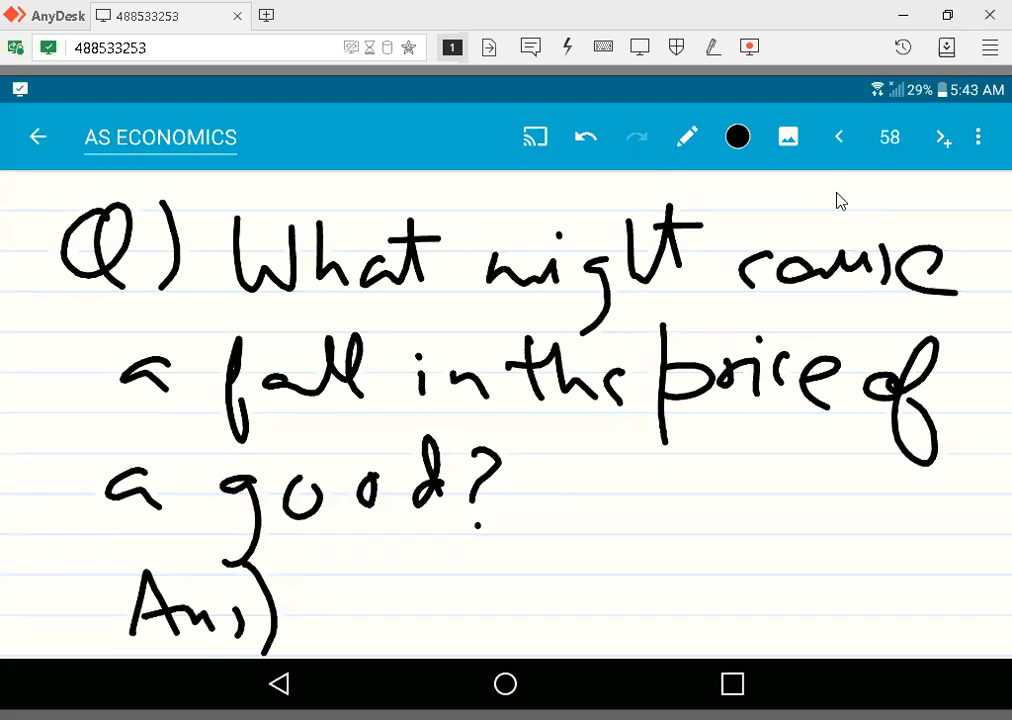 AnyDesk 488533253
488533253 1
29% 5:43 AM
AS ECONOMICS 58
Q) What might cause
a fall in the price of
a good?
Ans)